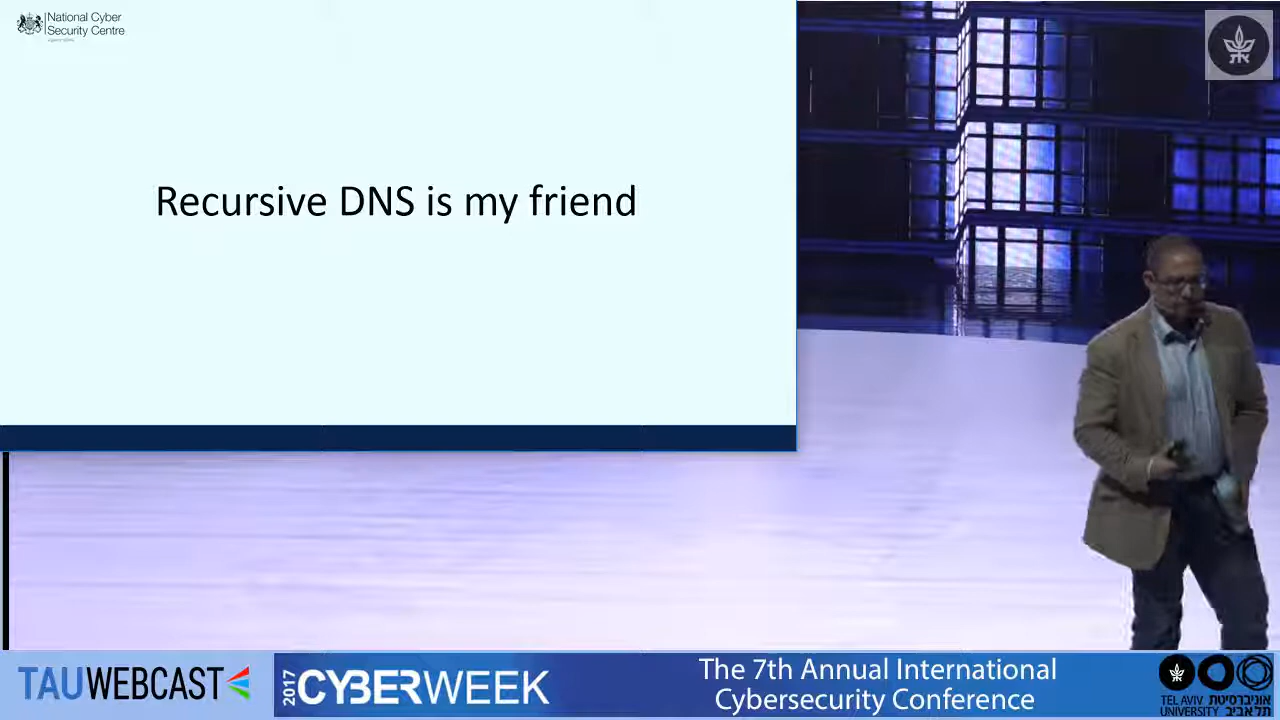 National Cyber
Security Centre
Recursive DNS is my friend
TAUWEBCAST
2017 CYBERWEEK
The 7th Annual International
Cybersecurity Conference
TEL AVIV אוניברסיטת
UNIVERSITY תל אביב